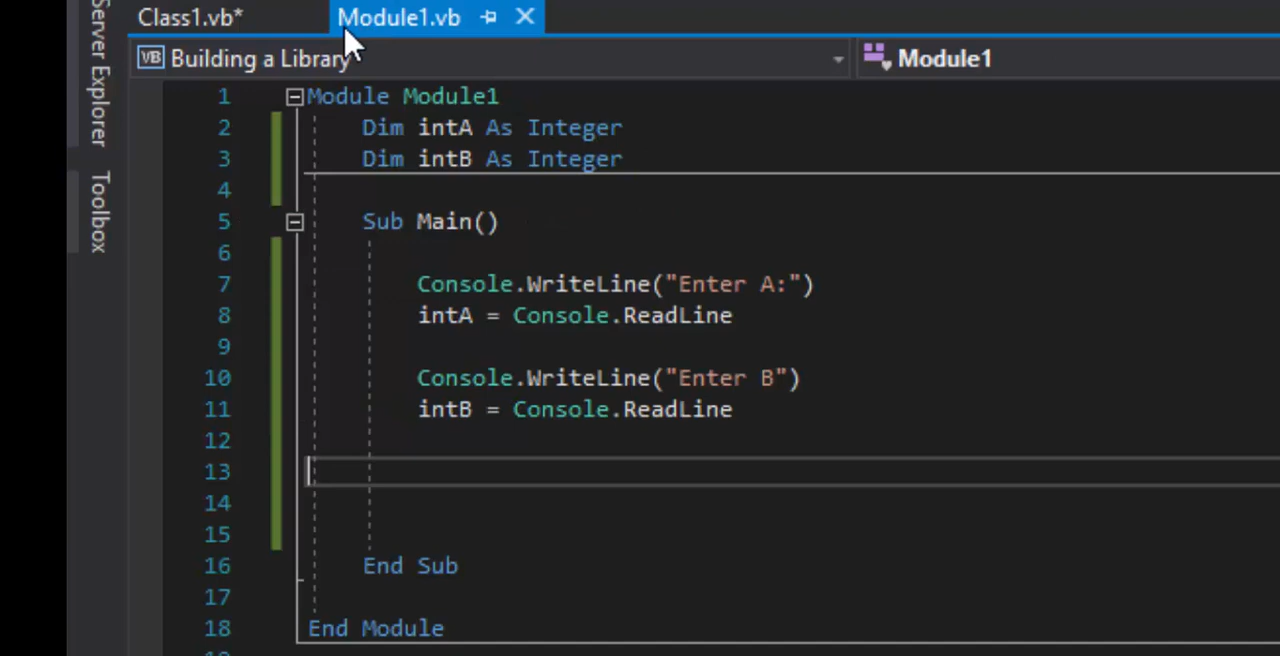 Server Explorer
Toolbox
Class1.vb* Module1.vb
VB Building a Library Module1
1 Module Module1
2 Dim intA As Integer
3 Dim intB As Integer
4
5 Sub Main()
6
7 Console.WriteLine("Enter A:")
8 intA = Console.ReadLine
9
10 Console.WriteLine("Enter B")
11 intB = Console.ReadLine
12
13
14
15
16 End Sub
17
18 End Module